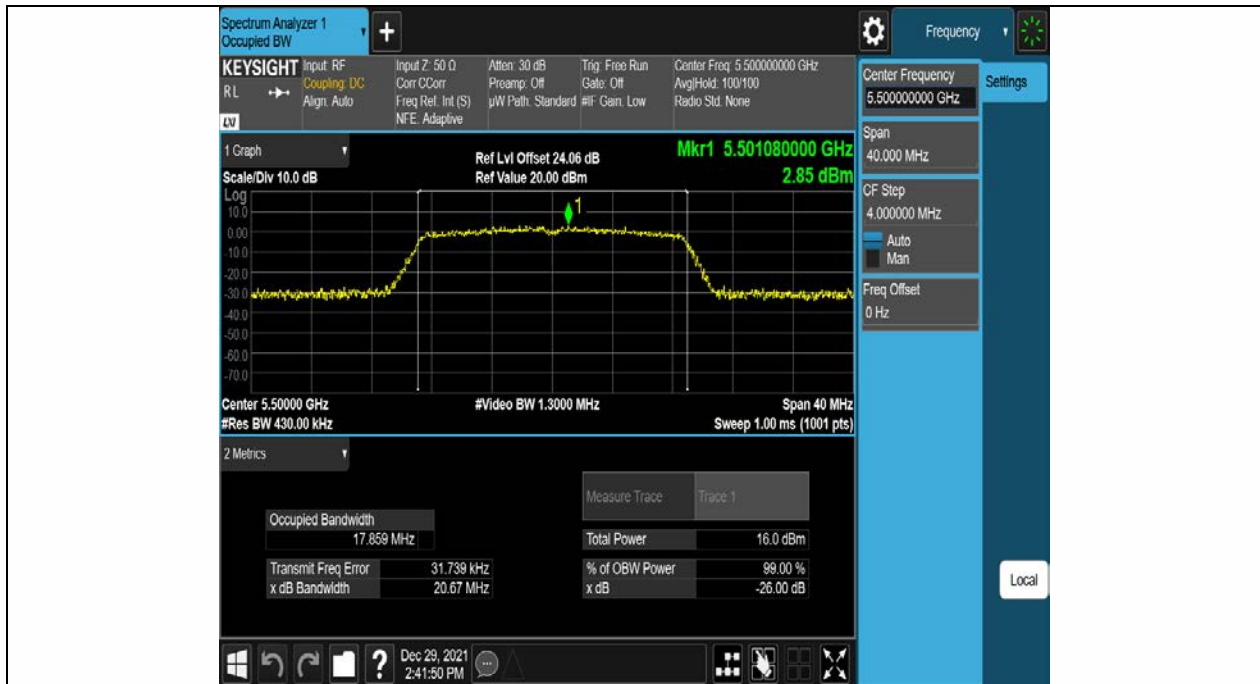 Spectrum Analyzer 1
Occupied BW
+
Frequency
KEYSIGHT
RL
LXI
Input: RF
Coupling: DC
Align: Auto
Input Z: 50 Ω
Corr CCorr
Freq Ref: Int (S)
NFE: Adaptive
Atten: 30 dB
Preamp: Off
µW Path: Standard
Trig: Free Run
Gate: Off
#IF Gain: Low
Center Freq: 5.500000000 GHz
Avg|Hold: 100/100
Radio Std: None
Center Frequency
5.500000000 GHz
Settings
Span
40.000 MHz
CF Step
4.000000 MHz
Auto
Man
Freq Offset
0 Hz
Local
1 Graph
Scale/Div 10.0 dB
Ref Lvl Offset 24.06 dB
Ref Value 20.00 dBm
Mkr1 5.501080000 GHz
2.85 dBm
Log
10.0
0.00
-10.0
-20.0
-30.0
-40.0
-50.0
-60.0
-70.0
1
Center 5.50000 GHz
#Res BW 430.00 kHz
#Video BW 1.3000 MHz
Span 40 MHz
Sweep 1.00 ms (1001 pts)
2 Metrics
Measure Trace Trace 1
Occupied Bandwidth
17.859 MHz
Total Power 16.0 dBm
Transmit Freq Error 31.739 kHz
% of OBW Power 99.00 %
x dB Bandwidth 20.67 MHz
x dB -26.00 dB
?
Dec 29, 2021
2:41:50 PM